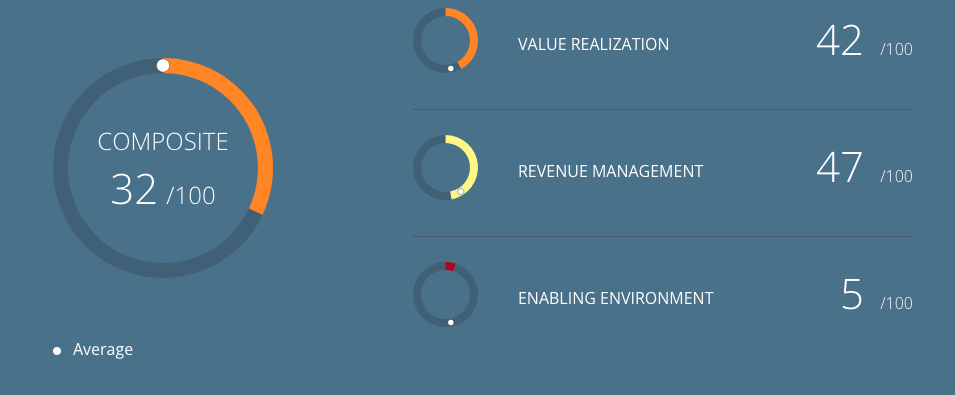 COMPOSITE
32 /100
Average
VALUE REALIZATION 42 /100
REVENUE MANAGEMENT 47 /100
ENABLING ENVIRONMENT 5 /100